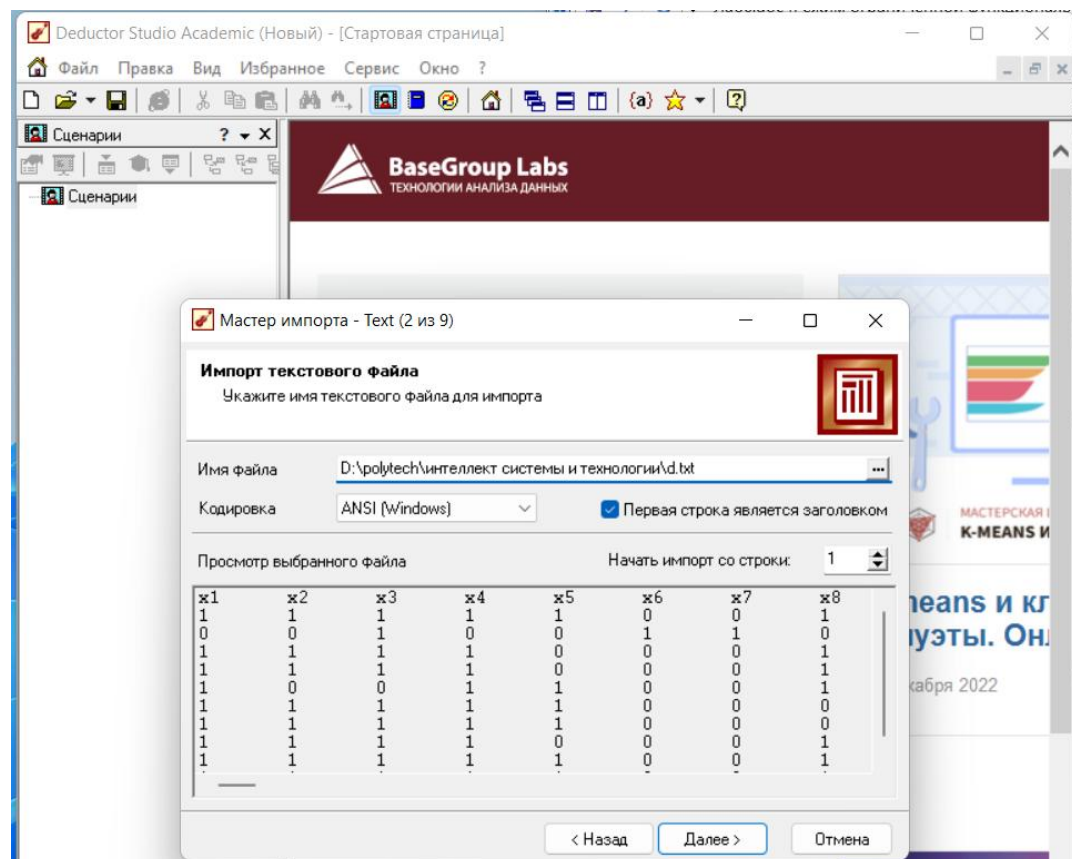 Deductor Studio Academic (Новый) - [Стартовая страница]
Файл Правка Вид Избранное Сервис Окно ?
{a}
Сценарии ? X
Сценарии
BaseGroup Labs
ТЕХНОЛОГИИ АНАЛИЗА ДАННЫХ
Мастер импорта - Text (2 из 9)
Импорт текстового файла
Укажите имя текстового файла для импорта
Имя файла D:\polytech\интеллект системы и технологии\d.txt ...
Кодировка ANSI (Windows) Первая строка является заголовком
Просмотр выбранного файла Начать импорт со строки: 1
x1 x2 x3 x4 x5 x6 x7 x8
1 1 1 1 1 0 0 1
0 0 1 0 0 1 1 0
1 1 1 1 0 0 0 1
1 1 1 1 0 0 0 1
1 0 0 1 1 0 0 1
1 1 1 1 1 0 0 0
1 1 1 1 1 0 0 0
1 1 1 1 0 0 0 1
1 1 1 1 1 0 0 1
< Назад Далее > Отмена
МАСТЕРСКАЯ
K-MEANS И
means и кл
луэты. Онл
кабря 2022